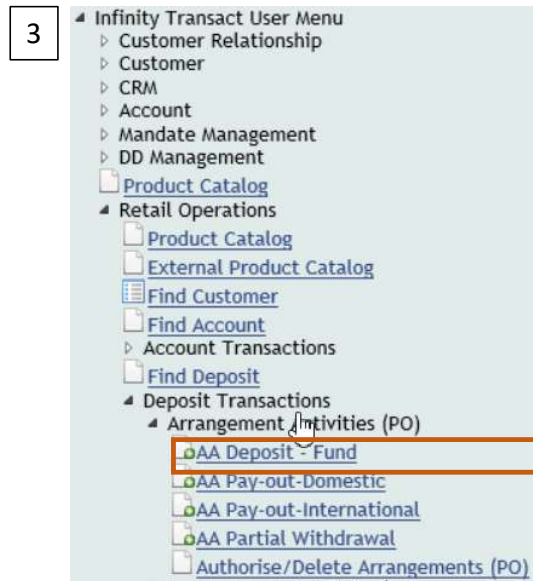 3
Infinity Transact User Menu
Customer Relationship
Customer
CRM
Account
Mandate Management
DD Management
Product Catalog
Retail Operations
Product Catalog
External Product Catalog
Find Customer
Find Account
Account Transactions
Find Deposit
Deposit Transactions
Arrangement Activities (PO)
AA Deposit - Fund
AA Pay-out-Domestic
AA Pay-out-International
AA Partial Withdrawal
Authorise/Delete Arrangements (PO)